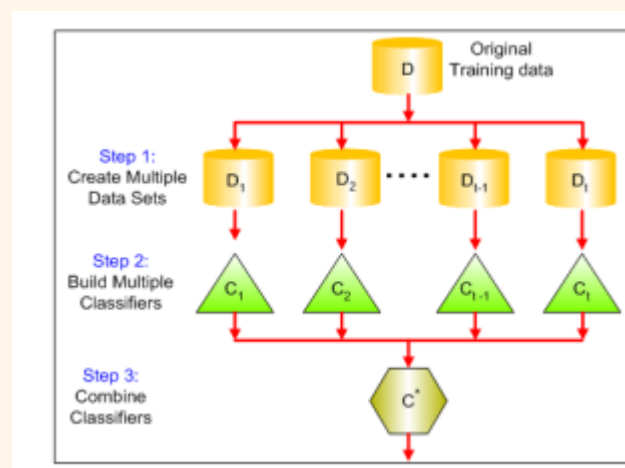 D
Original
Training data
Step 1:
Create Multiple
Data Sets
D1
D2
Dt-1
Dt
Step 2:
Build Multiple
Classifiers
C1
C2
Ct-1
Ct
Step 3:
Combine
Classifiers
C*